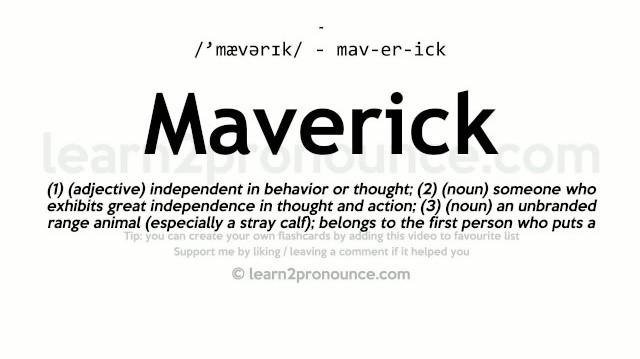 -
/’mævərɪk/ - mav-er-ick
Maverick
learn2pronounce.com
(1) (adjective) independent in behavior or thought; (2) (noun) someone who
exhibits great independence in thought and action; (3) (noun) an unbranded
range animal (especially a stray calf); belongs to the first person who puts a
Tip: you can create your own flashcards by adding this video to favourite list
Support me by liking / leaving a comment if it helped you
© learn2pronounce.com